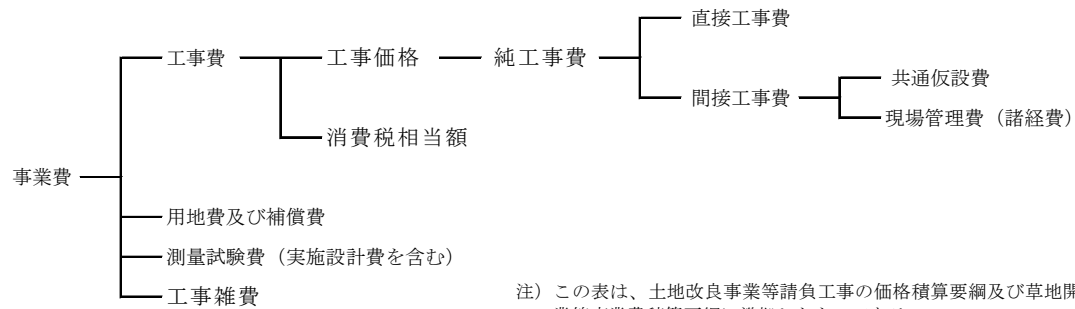 直接工事費
工事費 工事価格 純工事費
共通仮設費
間接工事費
現場管理費（諸経費）
消費税相当額
事業費
用地費及び補償費
測量試験費（実施設計費を含む）
工事雑費
注）この表は、土地改良事業等請負工事の価格積算要綱及び草地開